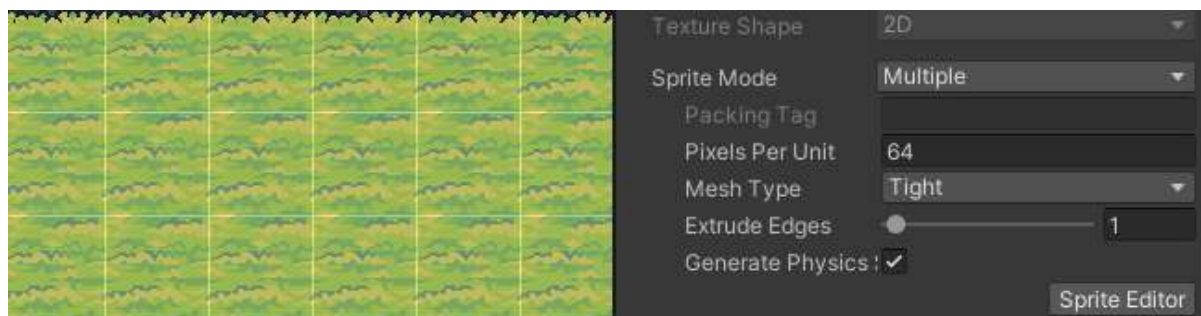 Texture Shape 2D
Sprite Mode Multiple
Packing Tag
Pixels Per Unit 64
Mesh Type Tight
Extrude Edges 1
Generate Physics S
Sprite Editor